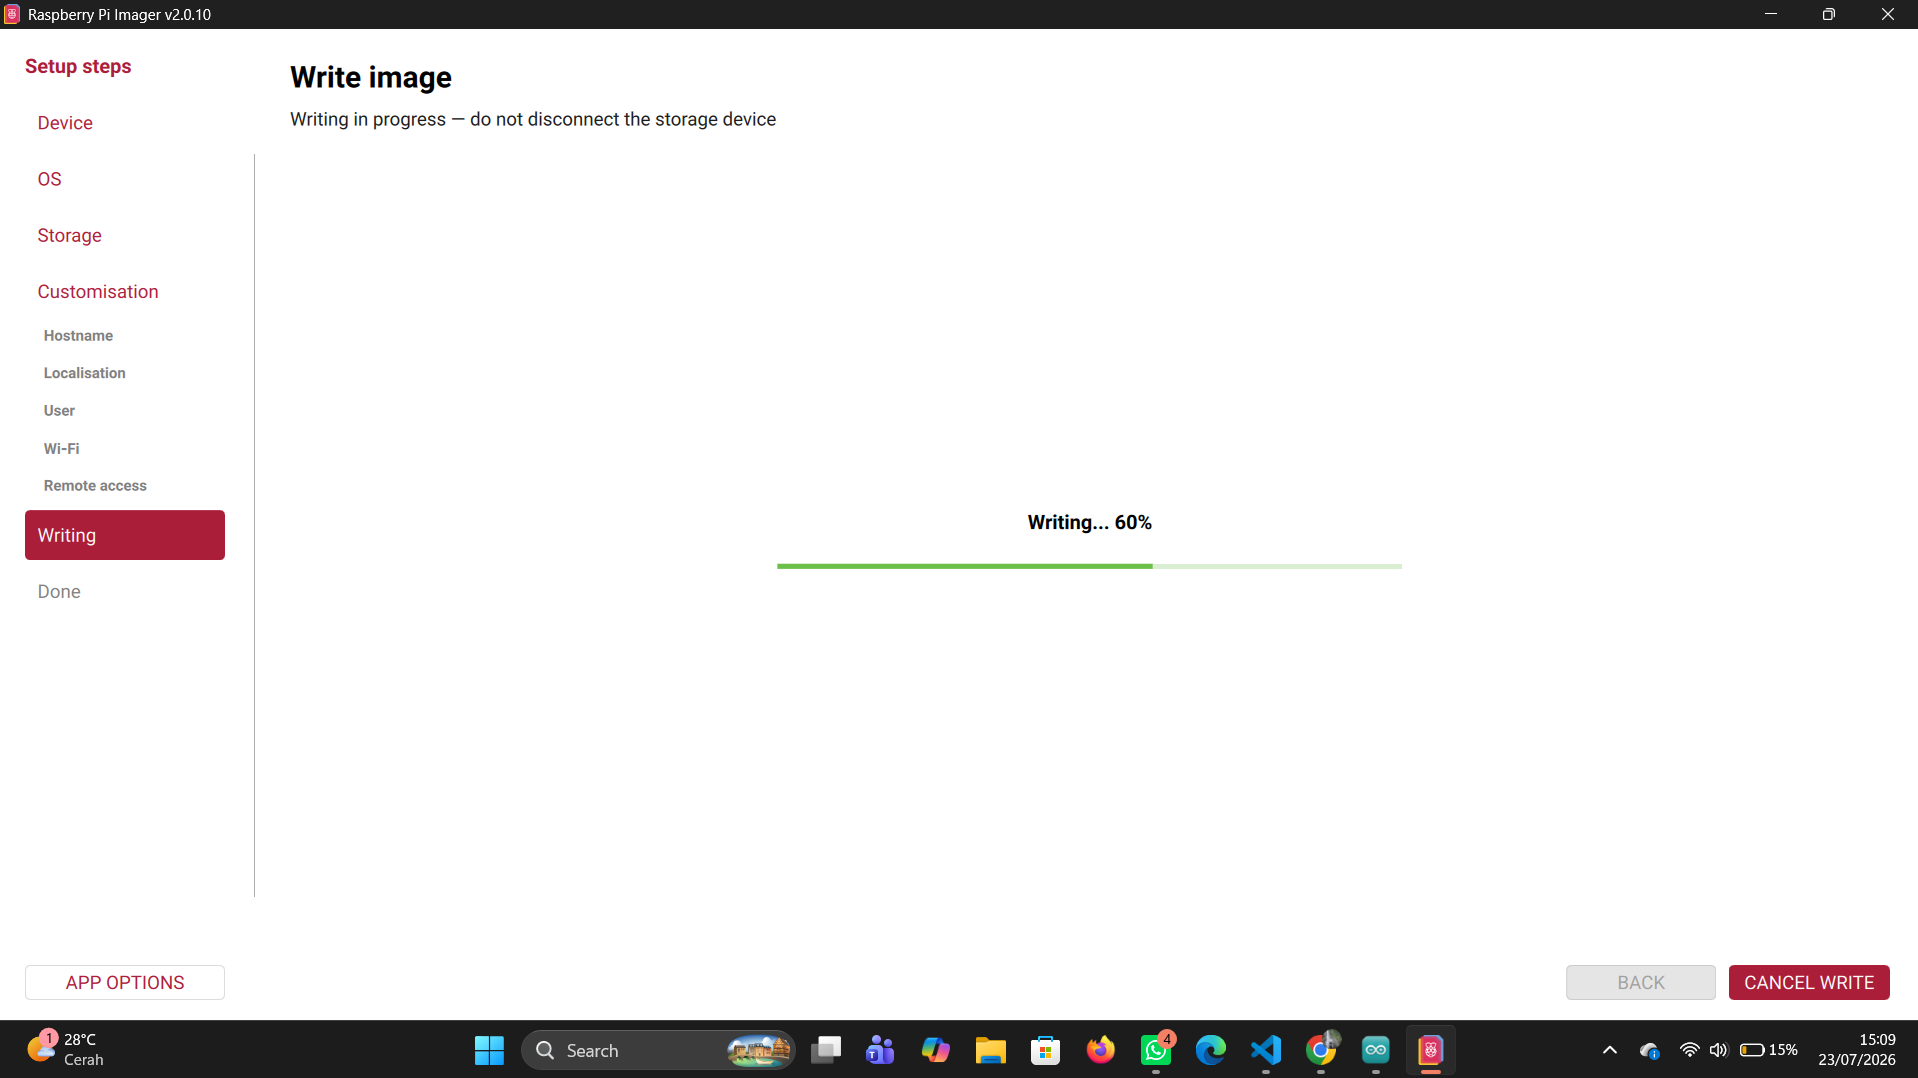 Raspberry Pi Imager v2.0.10
Setup steps
Device
OS
Storage
Customisation
Hostname
Localisation
User
Wi-Fi
Remote access
Writing
Done
APP OPTIONS
Write image
Writing in progress — do not disconnect the storage device
Writing... 60%
BACK
CANCEL WRITE
1
28°C
Cerah
Search
4
15%
15:09
23/07/2026